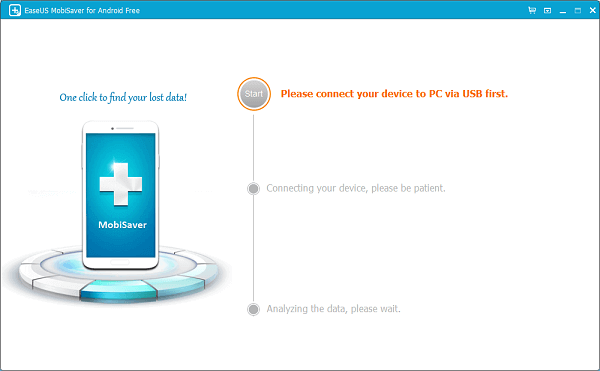 EaseUS MobiSaver for Android Free
One click to find your lost data!
MobiSaver
Start
Please connect your device to PC via USB first.
Connecting your device, please be patient.
Analyzing the data, please wait.